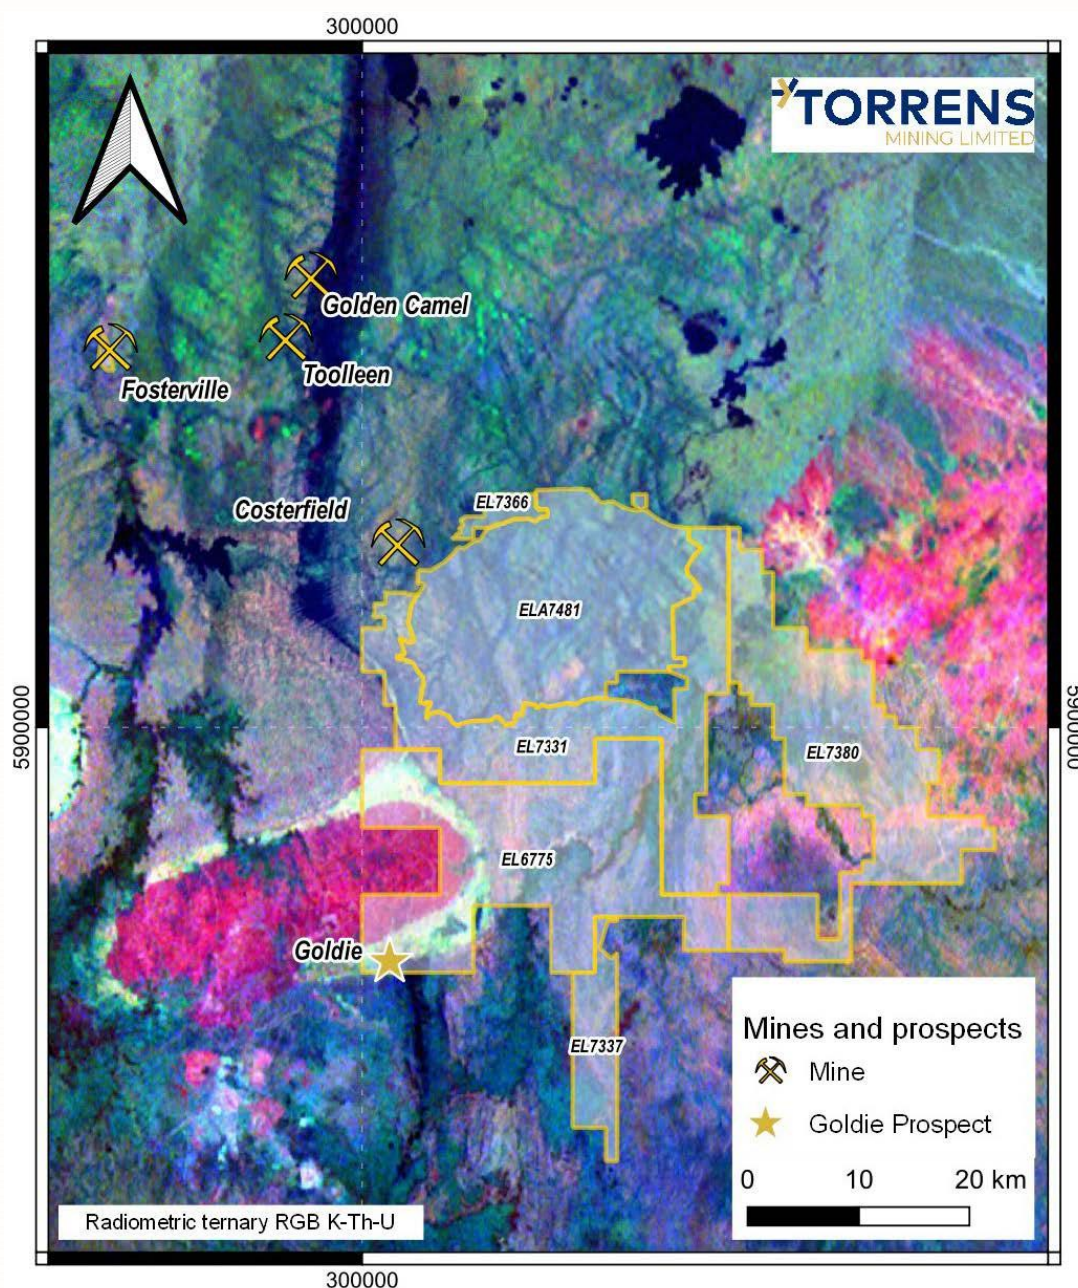 300000
TORRENS
MINING LIMITED
Golden Camel
Toolleen
Fosterville
Costerfield
EL7366
ELA7481
5900000
5900000
EL7331
EL7380
EL6775
Goldie
EL7337
Mines and prospects
Mine
Goldie Prospect
0 10 20 km
Radiometric ternary RGB K-Th-U
300000